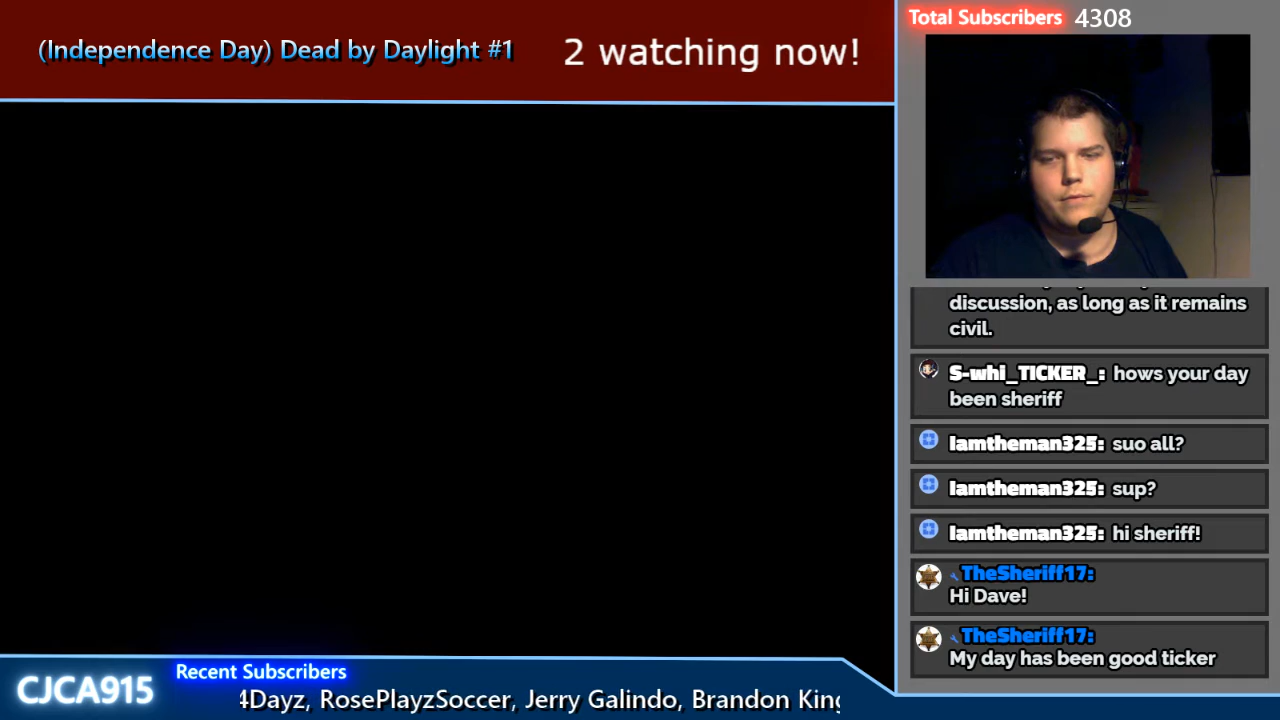 (Independence Day) Dead by Daylight #1
2 watching now!
Total Subscribers 4308
discussion, as long as it remains
civil.
S-whi_TICKER_: hows your day
been sheriff
Iamtheman325: suo all?
Iamtheman325: sup?
Iamtheman325: hi sheriff!
TheSheriff17:
Hi Dave!
TheSheriff17:
My day has been good ticker
CJCA915
Recent Subscribers
4Dayz, RosePlayzSoccer, Jerry Galindo, Brandon King